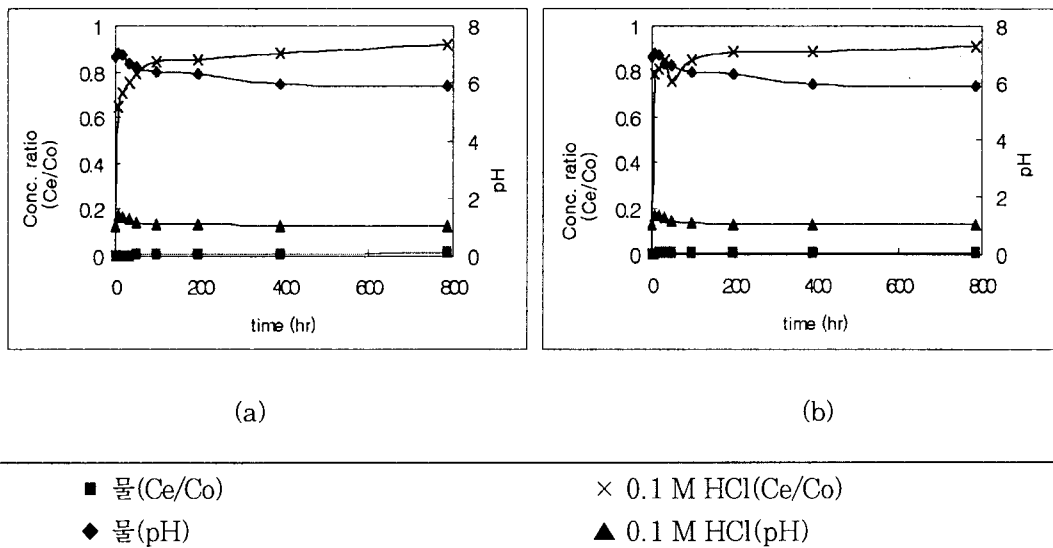 1
0.8
0.6
0.4
0.2
0
8
6
4
2
0
Conc. ratio
(Ce/Co)
pH
0 200 400 600 800
time (hr)
1
0.8
0.6
0.4
0.2
0
8
6
4
2
0
Conc. ratio
(Ce/Co)
pH
0 200 400 600 800
time (hr)
(a)
(b)
■ 물(Ce/Co)
× 0.1 M HCl(Ce/Co)
◆ 물(pH)
▲ 0.1 M HCl(pH)